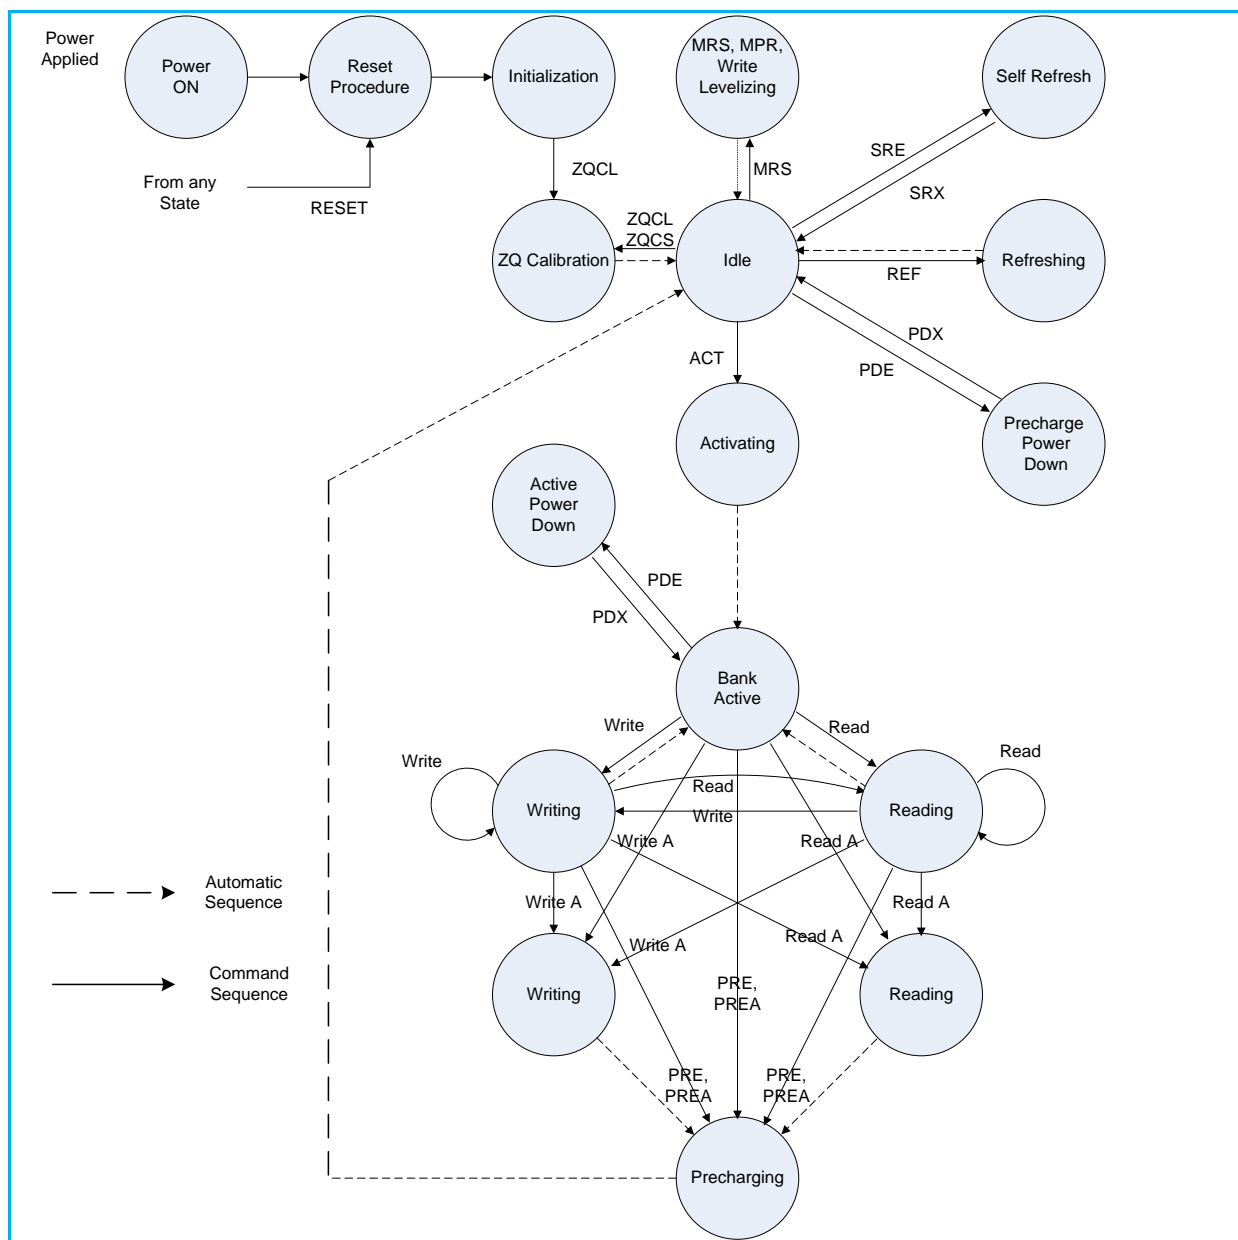 Power
Applied
Power
ON
Reset
Procedure
Initialization
MRS, MPR,
Write
Levelizing
Self Refresh
From any
State
RESET
ZQCL
MRS
SRE
SRX
ZQCL
ZQCS
ZQ Calibration
Idle
REF
Refreshing
ACT
PDX
PDE
Activating
Precharge
Power
Down
Active
Power
Down
PDE
PDX
Bank
Active
Write
Read
Write
Read
Writing
Read
Write
Reading
Write A
Read A
Automatic
Sequence
Write A
Read A
Write A
Read A
Command
Sequence
Writing
PRE,
PREA
Reading
PRE,
PREA
PRE,
PREA
Precharging